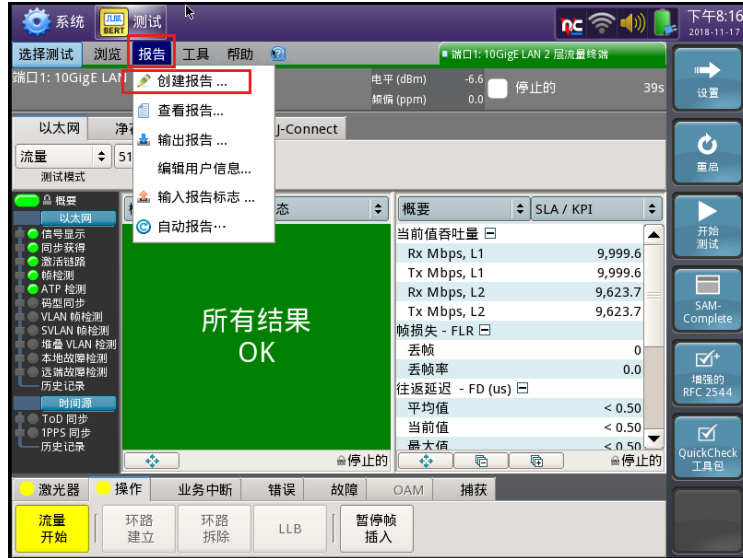 系统
BERT
测试
下午8:16
2018-11-17
选择测试 浏览 报告 工具 帮助
端口1: 10GigE LAN 2 层流量终端
端口1: 10GigE LAN
电平 (dBm) -6.6
频偏 (ppm) 0.0
停止的 39s
创建报告 ...
查看报告...
输出报告 ...
编辑用户信息...
输入报告标志 ...
自动报告...
以太网
J-Connect
流量
51
测试模式
概要
以太网
信号显示
同步获得
激活链路
帧检测
ATP 检测
码型同步
VLAN 帧检测
SVLAN 帧检测
堆叠 VLAN 检测
本地故障检测
远端故障检测
历史记录
时间源
ToD 同步
1PPS 同步
历史记录
态
所有结果
OK
停止的
概要 SLA / KPI
当前值吞吐量
Rx Mbps, L1 9,999.6
Tx Mbps, L1 9,999.6
Rx Mbps, L2 9,623.7
Tx Mbps, L2 9,623.7
帧损失 - FLR
丢帧 0
丢帧率 0.0
往返延迟 - FD (us)
平均值 < 0.50
当前值 < 0.50
最大值 < 0.50
停止的
激光器 操作 业务中断 错误 故障 OAM 捕获
流量
开始
环路
建立
环路
拆除
LLB
暂停帧
插入
设置
重启
开始
测试
SAM-
Complete
增强的
RFC 2544
QuickCheck
工具包